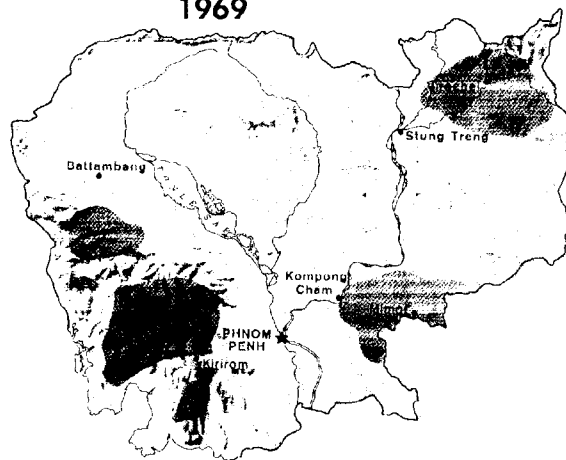 1969
Stung Treng
Battambang
Kompong
Cham
PHNOM
PENH
Kirirom